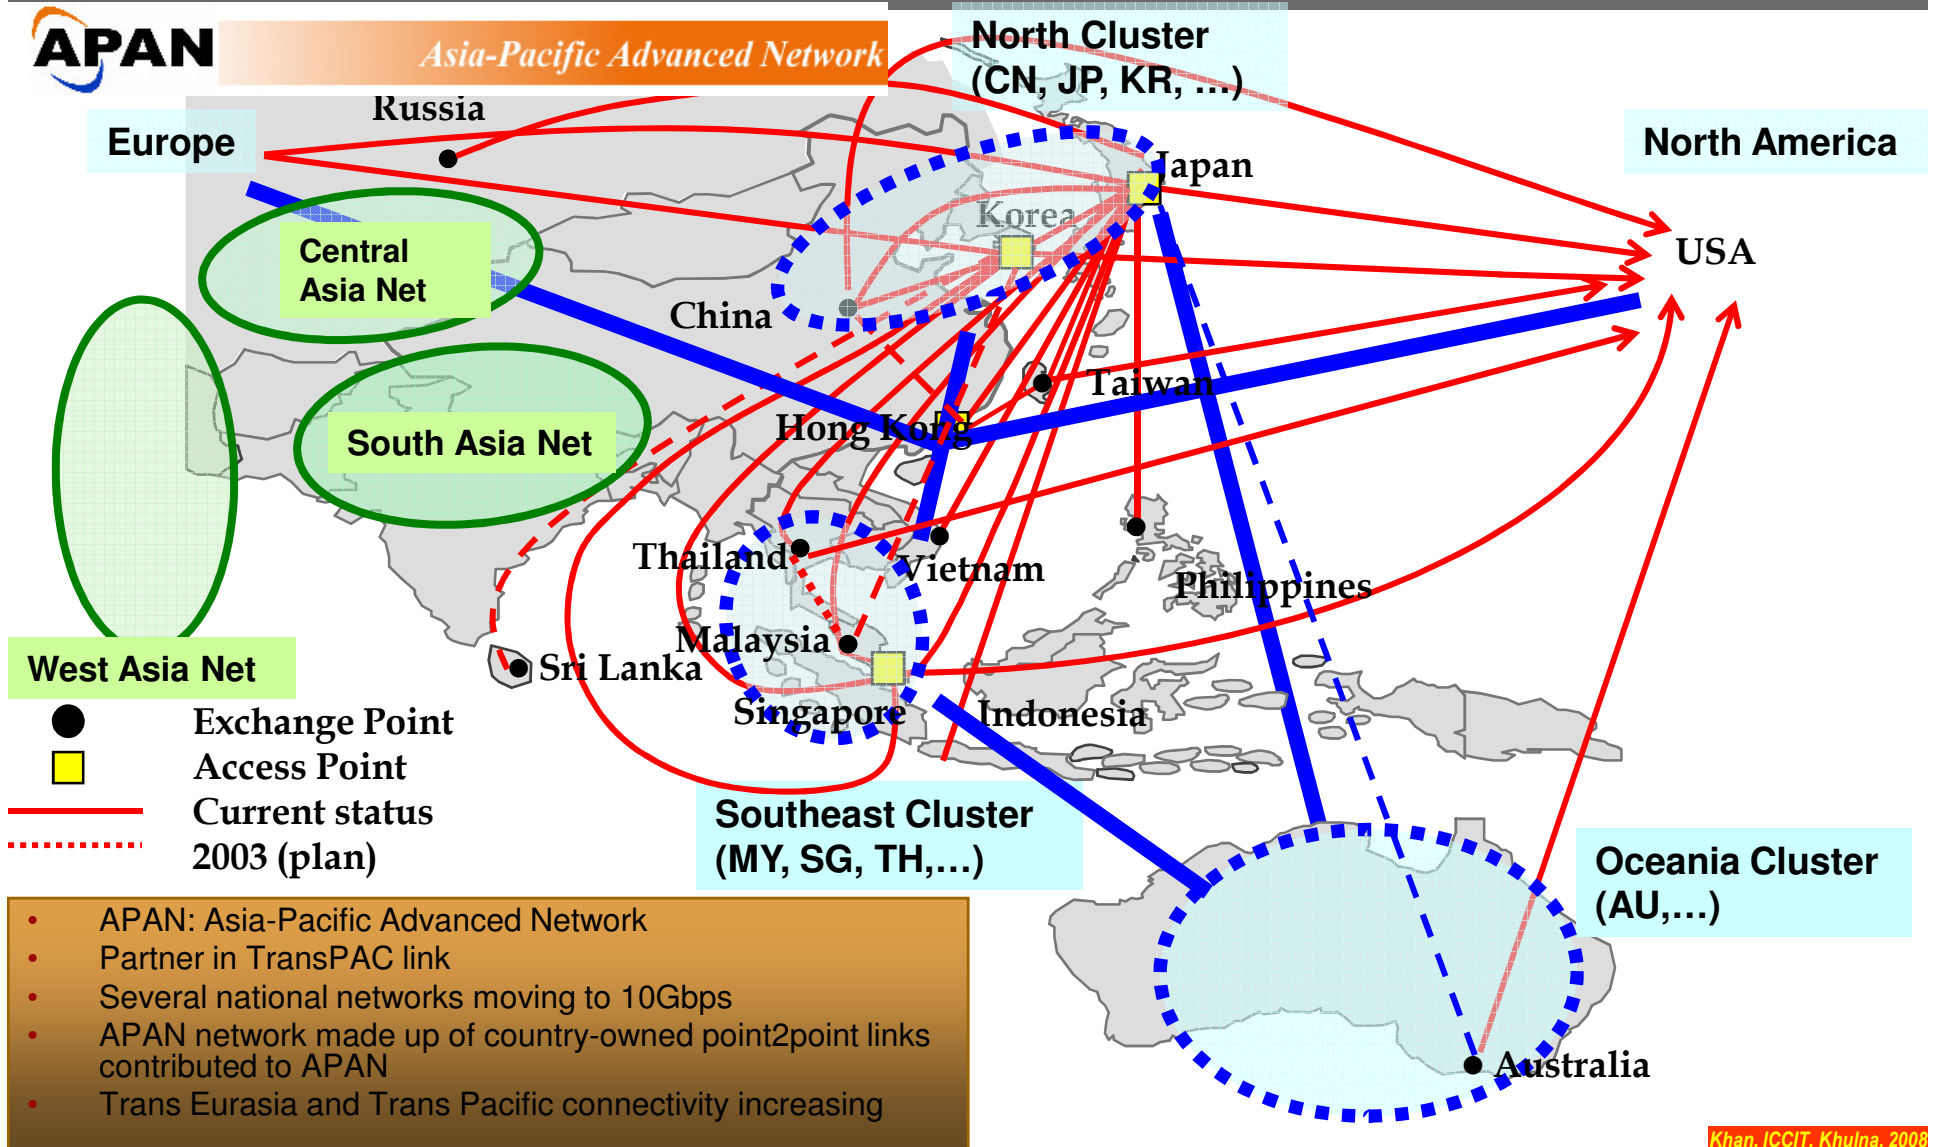 APAN
Asia-Pacific Advanced Network
North Cluster
(CN, JP, KR, …)
Russia
Europe
North America
Japan
Korea
USA
Central
Asia Net
China
Taiwan
Hong Kong
South Asia Net
Thailand
Vietnam
Philippines
Malaysia
Sri Lanka
West Asia Net
Singapore
Indonesia
Exchange Point
Access Point
Current status
2003 (plan)
Southeast Cluster
(MY, SG, TH,…)
Oceania Cluster
(AU,…)
• APAN: Asia-Pacific Advanced Network
• Partner in TransPAC link
• Several national networks moving to 10Gbps
• APAN network made up of country-owned point2point links
contributed to APAN
• Trans Eurasia and Trans Pacific connectivity increasing
Australia
Khan, ICCIT, Khulna, 2008